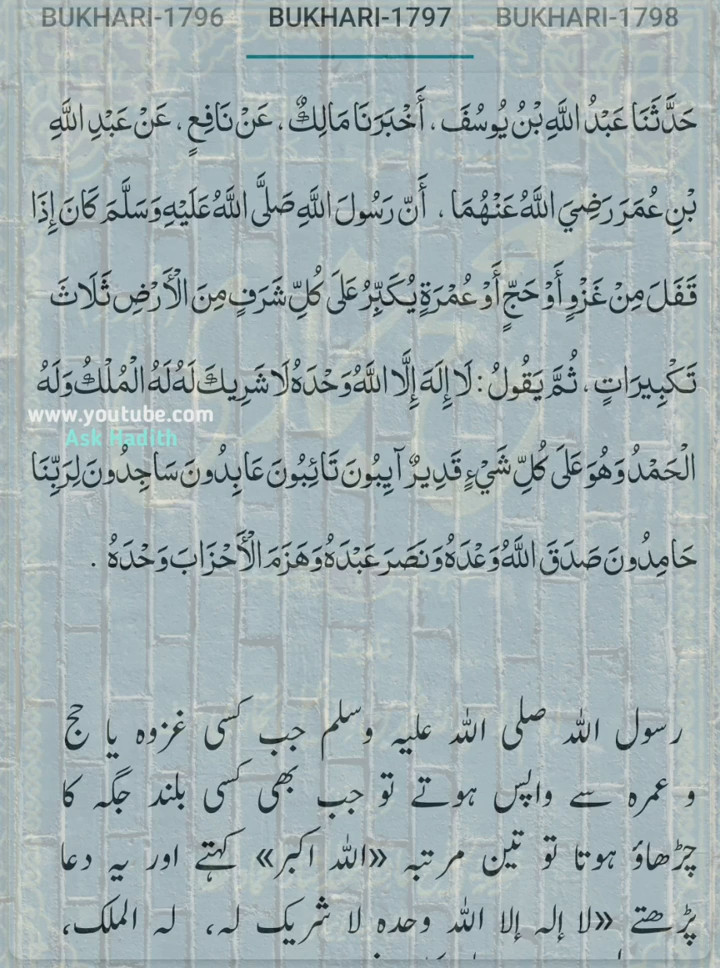 BUKHARI-1796 BUKHARI-1797 BUKHARI-1798
حَدَّثَنَا عَبْدُ اللَّهِ بْنُ يُوسُفَ ، أَخْبَرَنَا مَالِكٌ ، عَنْ نَافِعٍ ، عَنْ عَبْدِ اللَّهِ
بْنِ عُمَرَ رَضِيَ اللَّهُ عَنْهُمَا ، أَنّ رَسُولَ اللَّهِ صَلَّى اللَّهُ عَلَيْهِ وَسَلَّمَ كَانَ إِذَا
قَفَلَ مِنْ غَزْوٍ أَوْ حَجٍّ أَوْ عُمْرَةٍ يُكَبِّرُ عَلَى كُلِّ شَرَفٍ مِنَ الْأَرْضِ ثَلَاثَ
تَكْبِيرَاتٍ ، ثُمَّ يَقُولُ : لَا إِلَهَ إِلَّا اللَّهُ وَحْدَهُ لَا شَرِيكَ لَهُ لَهُ الْمُلْكُ وَلَهُ
www.youtube.com
Ask Hadith
الْحَمْدُ وَهُوَ عَلَى كُلِّ شَيْءٍ قَدِيرٌ آيِبُونَ تَائِبُونَ عَابِدُونَ سَاجِدُونَ لِرَبِّنَا
حَامِدُونَ صَدَقَ اللَّهُ وَعْدَهُ وَنَصَرَ عَبْدَهُ وَهَزَمَ الْأَحْزَابَ وَحْدَهُ .
رسول اللہ صلی اللہ علیہ وسلم جب کسی غزوہ یا حج
و عمرہ سے واپس ہوتے تو جب بھی کسی بلند جگہ کا
چڑھاؤ ہوتا تو تین مرتبہ «اللہ اکبر» کہتے اور یہ دعا
پڑھتے «لا إله إلا الله وحده لا شريك له، له الملك،